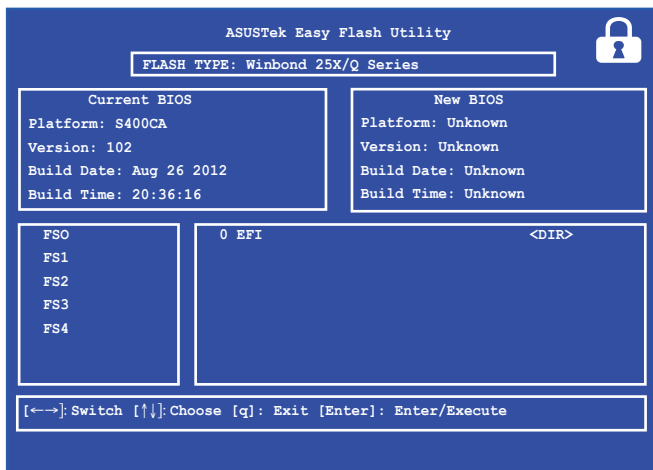 ASUSTek Easy Flash Utility
FLASH TYPE: Winbond 25X/Q Series
Current BIOS
Platform: S400CA
Version: 102
Build Date: Aug 26 2012
Build Time: 20:36:16
New BIOS
Platform: Unknown
Version: Unknown
Build Date: Unknown
Build Time: Unknown
FSO
FS1
FS2
FS3
FS4
0 EFI <DIR>
[←→]: Switch [↑↓]: Choose [q]: Exit [Enter]: Enter/Execute